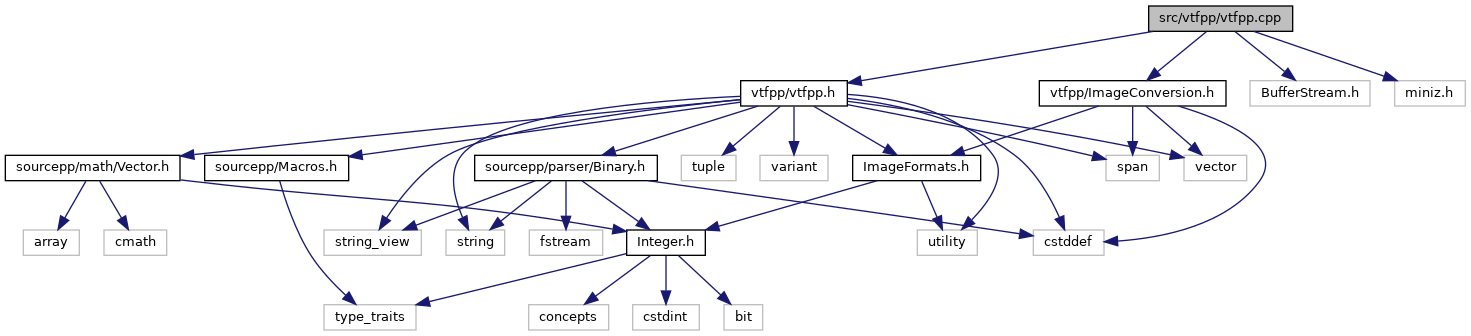 src/vtfpp/vtfpp.cpp
vtfpp/vtfpp.h
vtfpp/ImageConversion.h
BufferStream.h
miniz.h
sourcepp/math/Vector.h
sourcepp/Macros.h
sourcepp/parser/Binary.h
tuple
variant
ImageFormats.h
span
vector
array
cmath
string_view
string
fstream
Integer.h
utility
cstddef
type_traits
concepts
cstdint
bit